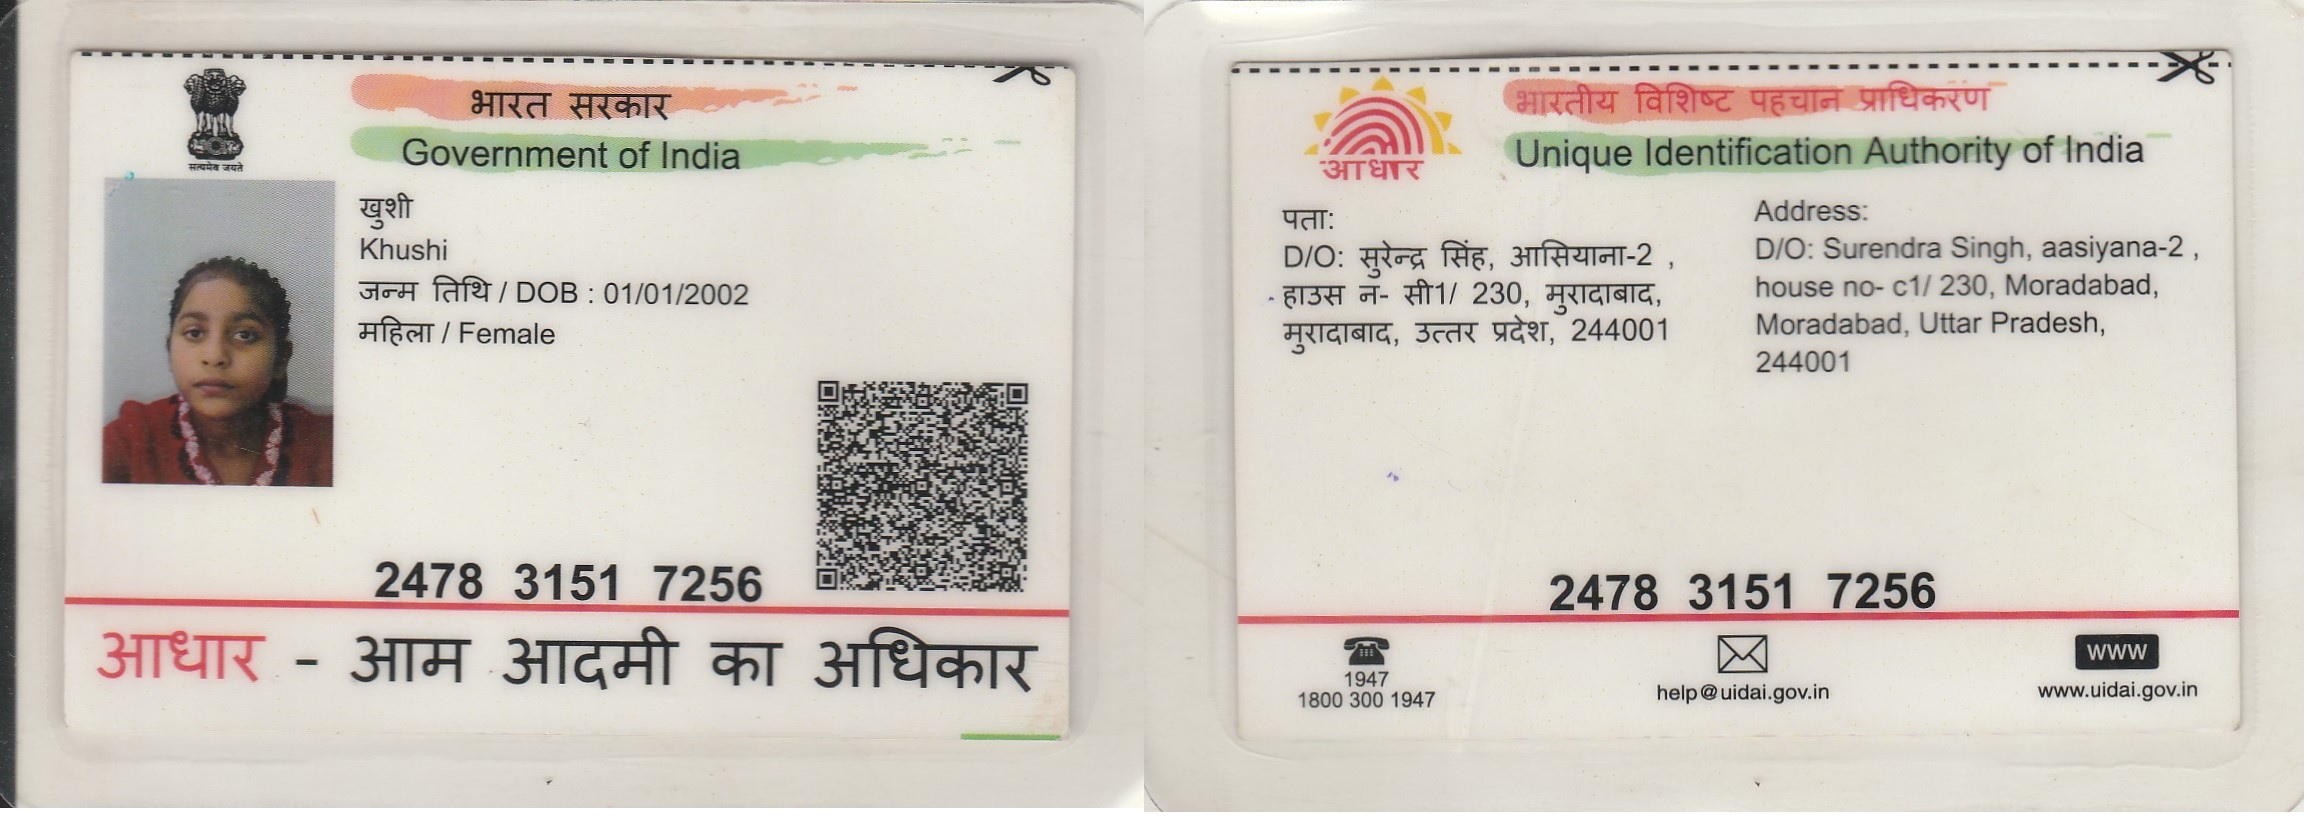 भारत सरकार
Government of India
सत्यमेव जयते
खुशी
Khushi
जन्म तिथि / DOB : 01/01/2002
महिला / Female
2478 3151 7256
आधार - आम आदमी का अधिकार
भारतीय विशिष्ट पहचान प्राधिकरण
Unique Identification Authority of India
आधार
पता:
D/O: सुरेन्द्र सिंह, आसियाना-2 ,
हाउस न- सी1/ 230, मुरादाबाद,
मुरादाबाद, उत्तर प्रदेश, 244001
Address:
D/O: Surendra Singh, aasiyana-2 ,
house no- c1/ 230, Moradabad,
Moradabad, Uttar Pradesh,
244001
2478 3151 7256
1947
1800 300 1947
help@uidai.gov.in
www
www.uidai.gov.in